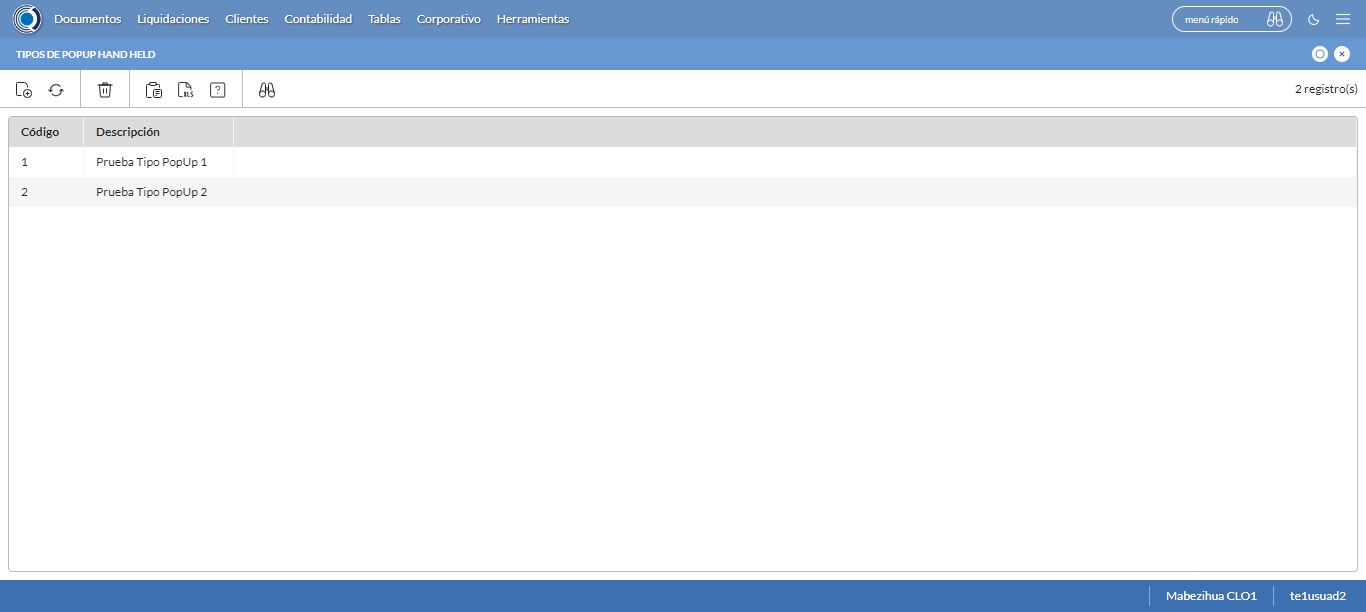 Documentos Liquidaciones Clientes Contabilidad Tablas Corporativo Herramientas menú rápido
TIPOS DE POPUP HAND HELD
XLS ? 2 registro(s)
Código Descripción
1 Prueba Tipo PopUp 1
2 Prueba Tipo PopUp 2
Mabezihua CLO1 te1usuad2